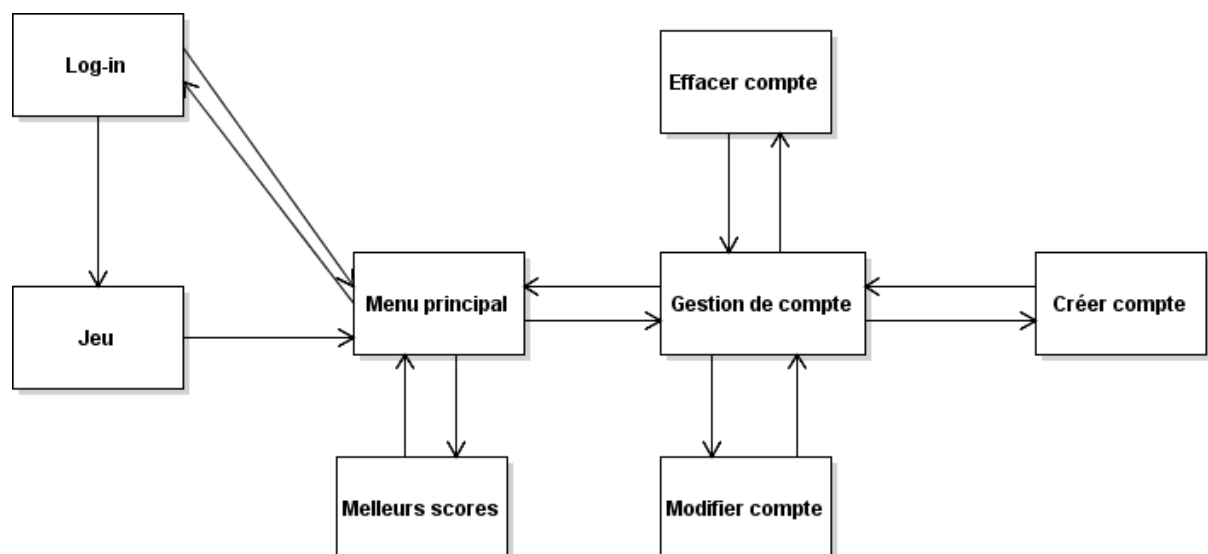 Log-in
Effacer compte
Menu principal
Gestion de compte
Créer compte
Jeu
Melleurs scores
Modifier compte